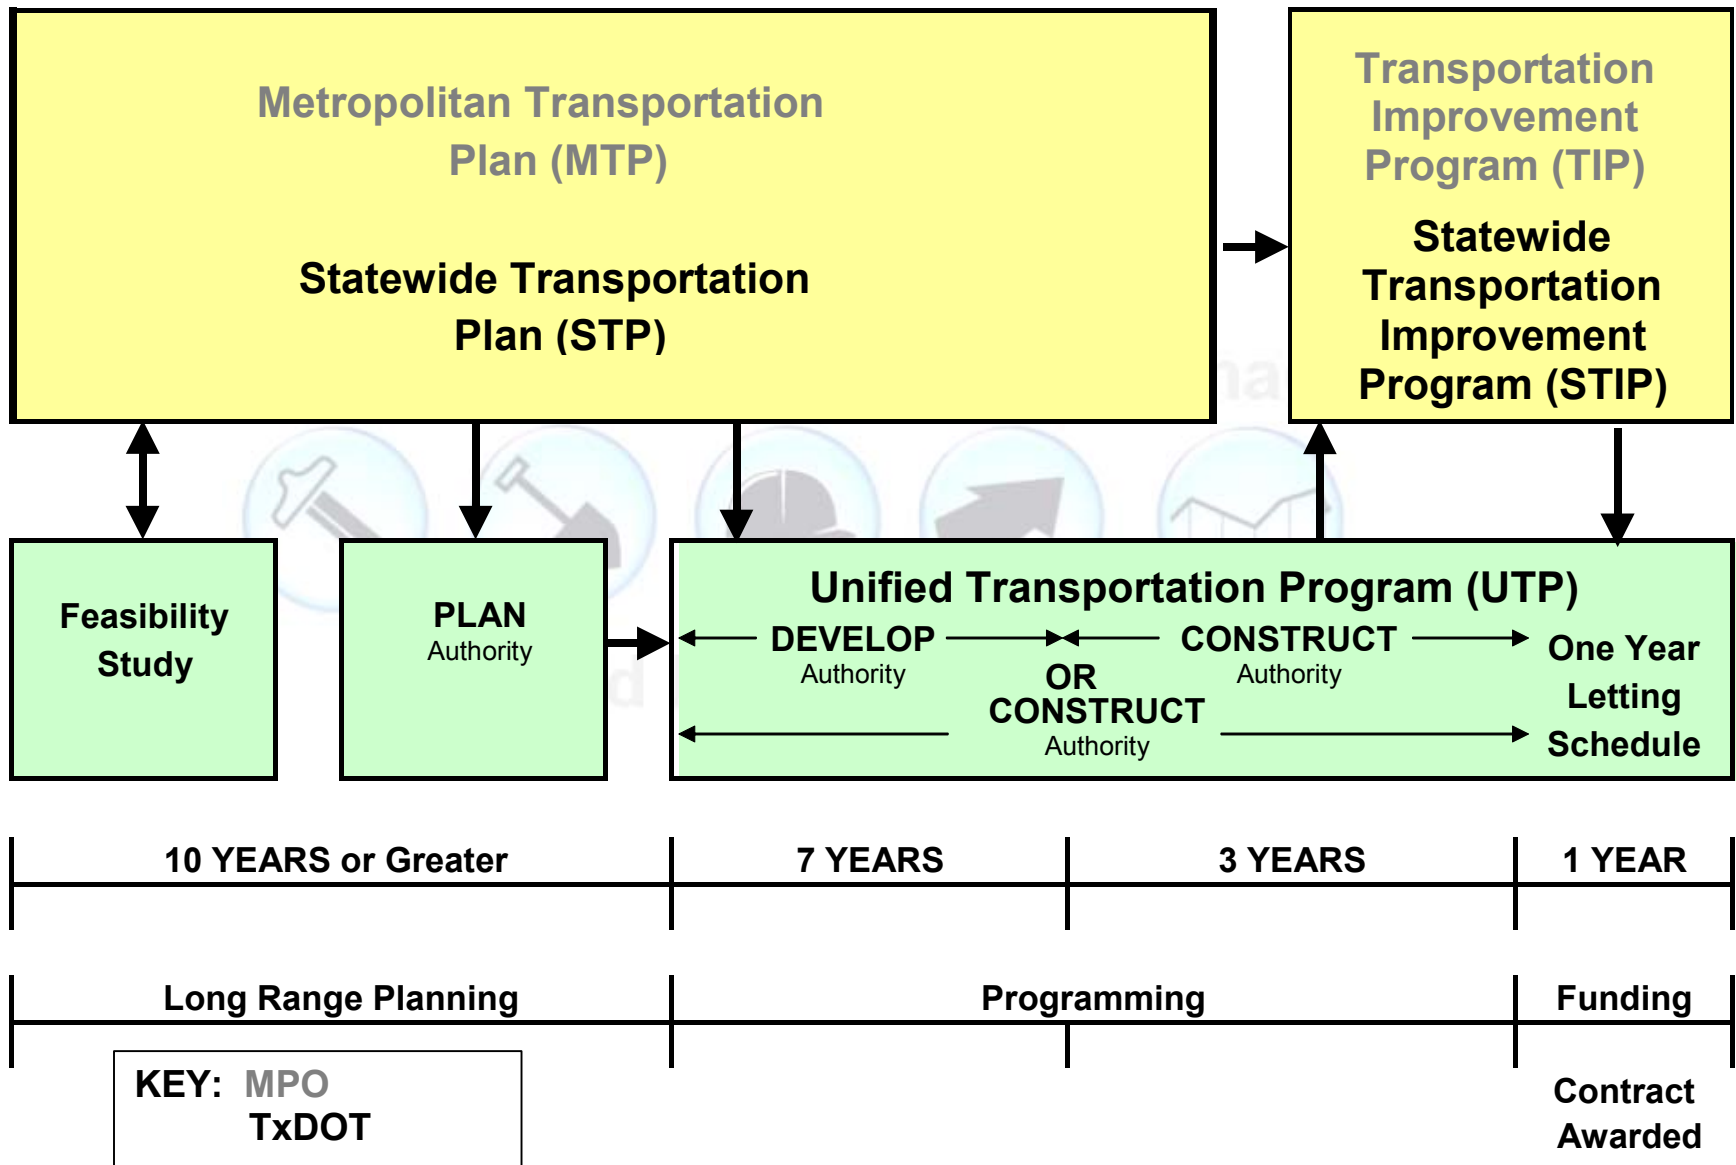 Metropolitan Transportation
Plan (MTP)
Statewide Transportation
Plan (STP)
Transportation
Improvement
Program (TIP)
Statewide
Transportation
Improvement
Program (STIP)
Feasibility
Study
PLAN
Authority
Unified Transportation Program (UTP)
DEVELOP
Authority
CONSTRUCT
Authority
OR
CONSTRUCT
Authority
One Year
Letting
Schedule
10 YEARS or Greater
7 YEARS
3 YEARS
1 YEAR
Long Range Planning
Programming
Funding
KEY: MPO
TxDOT
Contract
Awarded